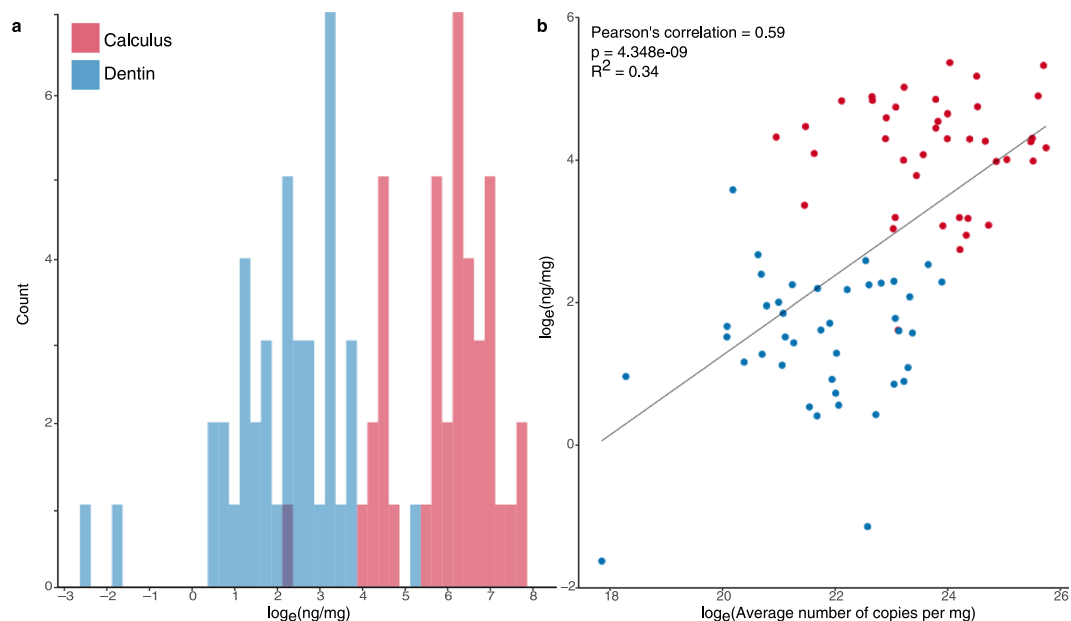 a
Calculus
Dentin
Count
6
4
2
0
−3 −2 −1 0 1 2 3 4 5 6 7 8
logₑ(ng/mg)
b
Pearson's correlation = 0.59
p = 4.348e-09
R² = 0.34
logₑ(ng/mg)
6
4
2
0
−2
18 20 22 24 26
logₑ(Average number of copies per mg)